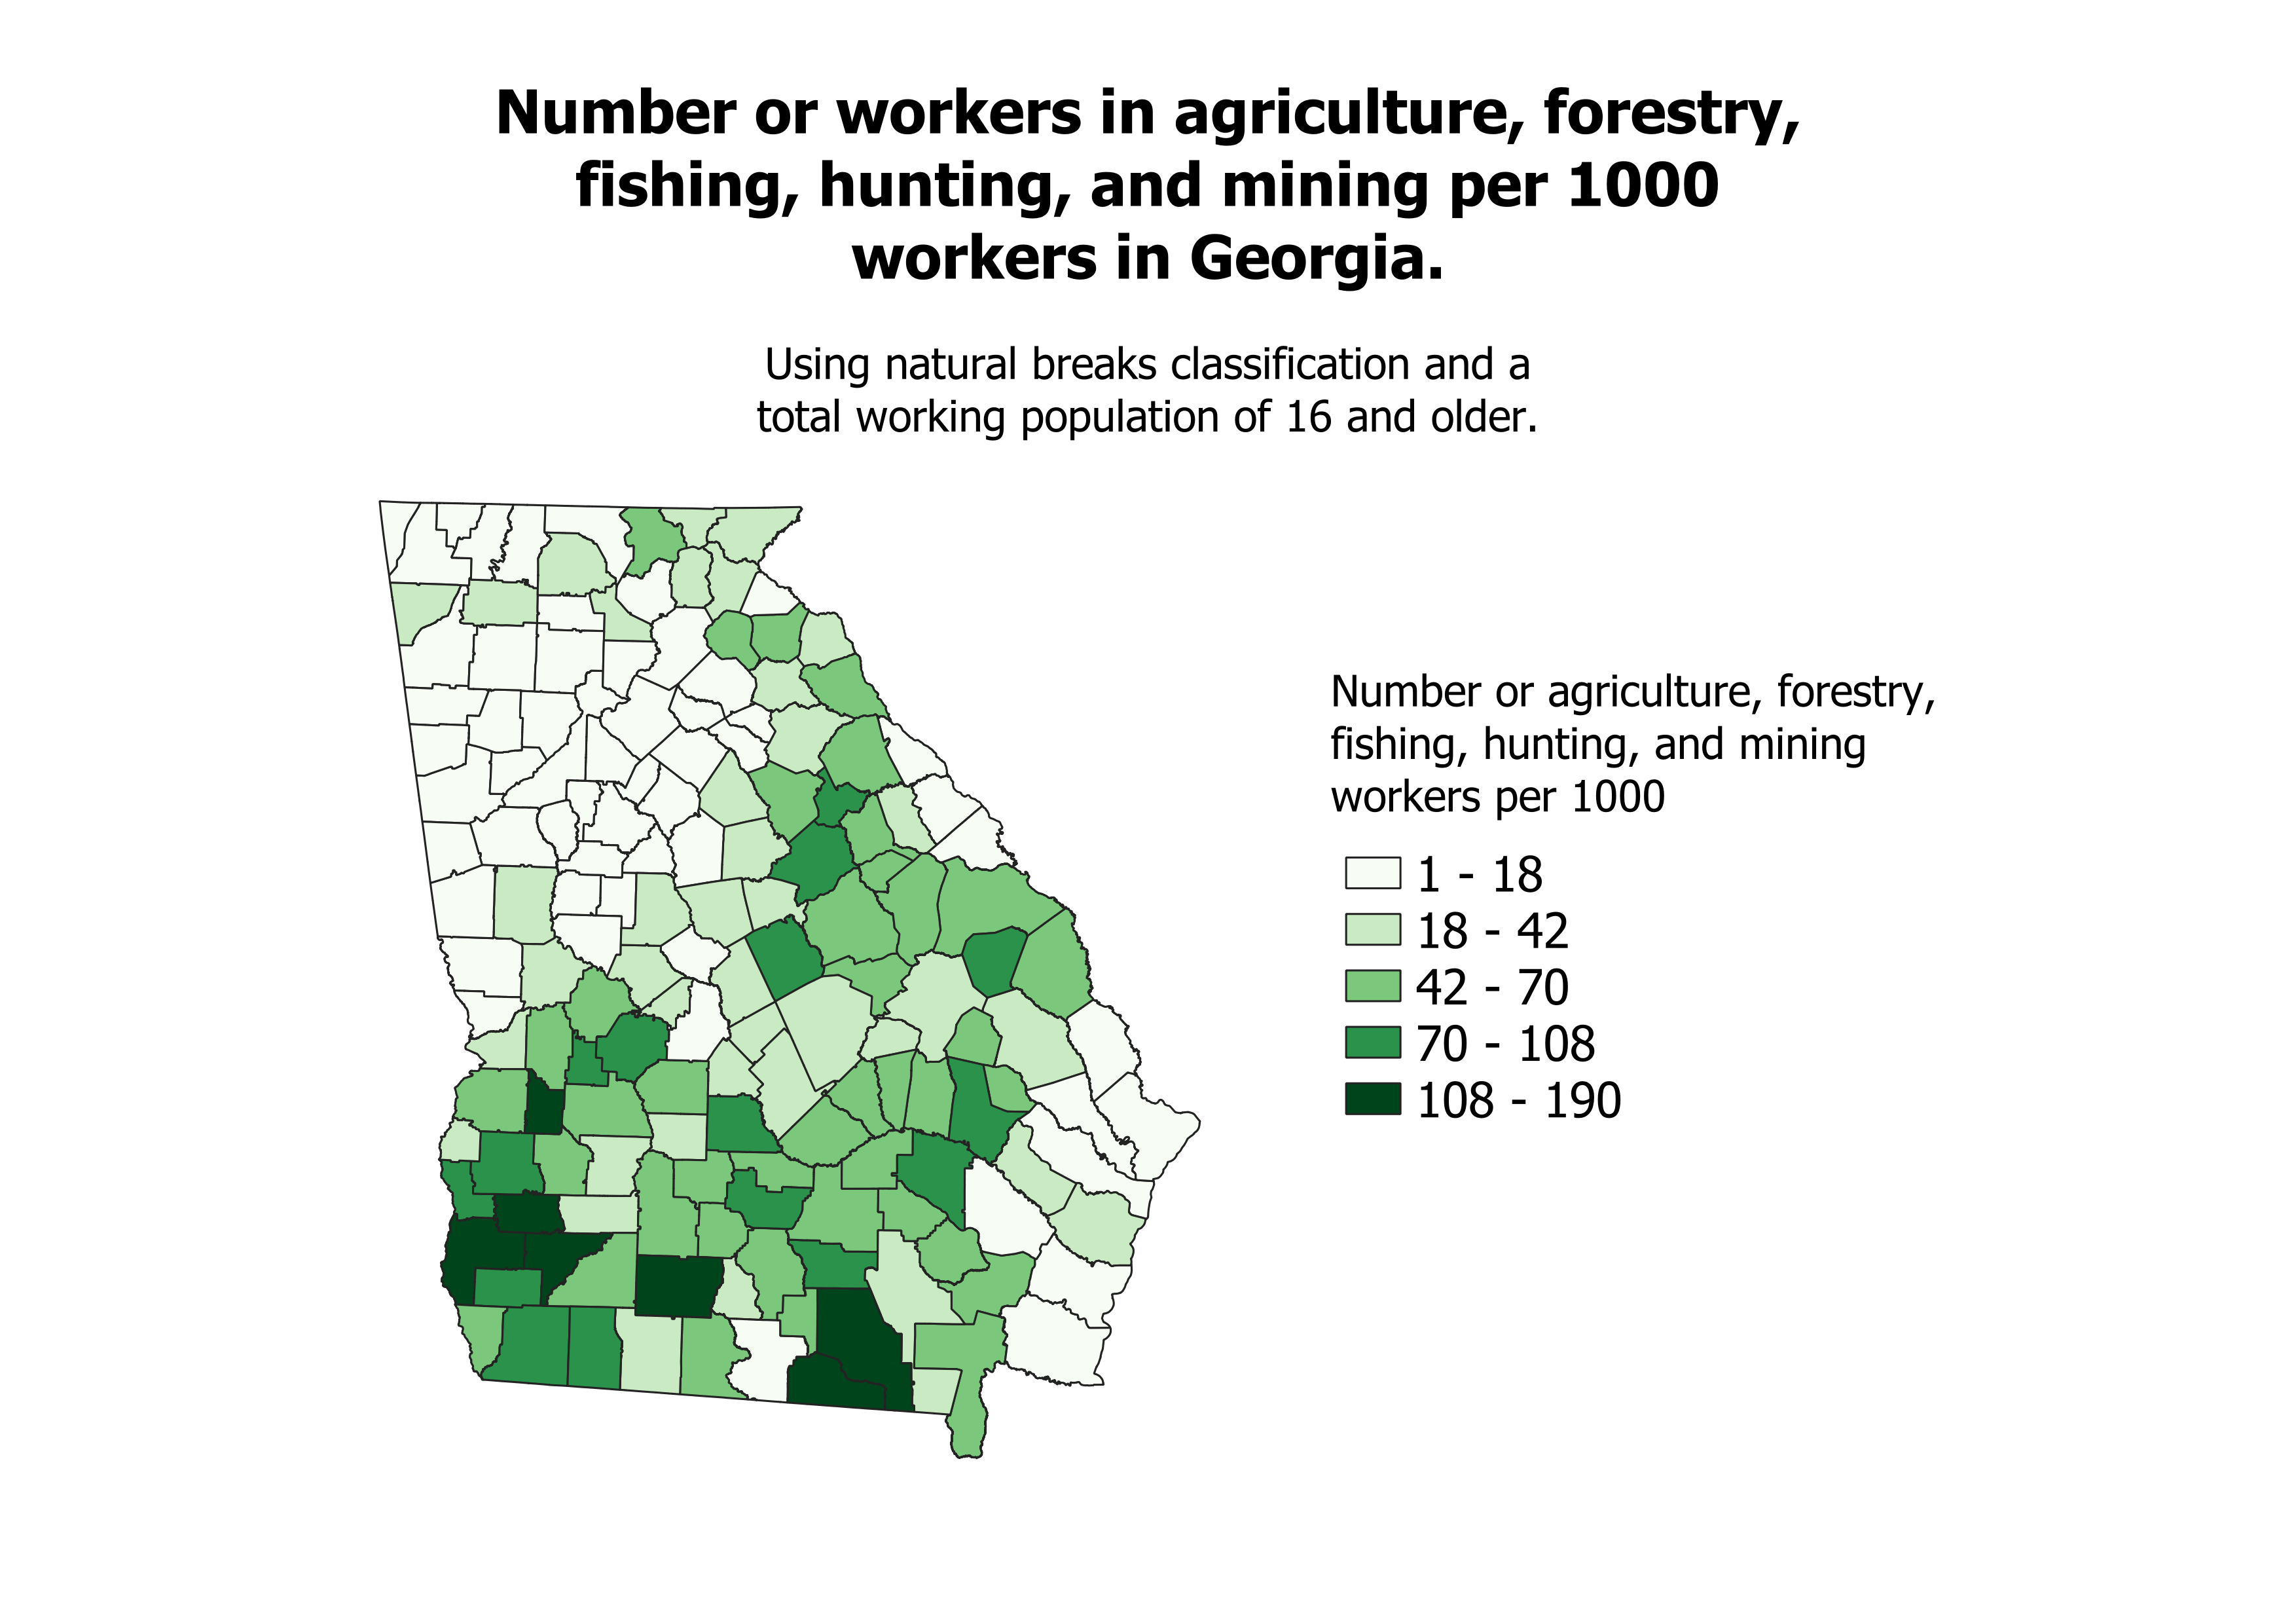 Number or workers in agriculture, forestry,
fishing, hunting, and mining per 1000
workers in Georgia.
Using natural breaks classification and a
total working population of 16 and older.
Number or agriculture, forestry,
fishing, hunting, and mining
workers per 1000
1 - 18
18 - 42
42 - 70
70 - 108
108 - 190